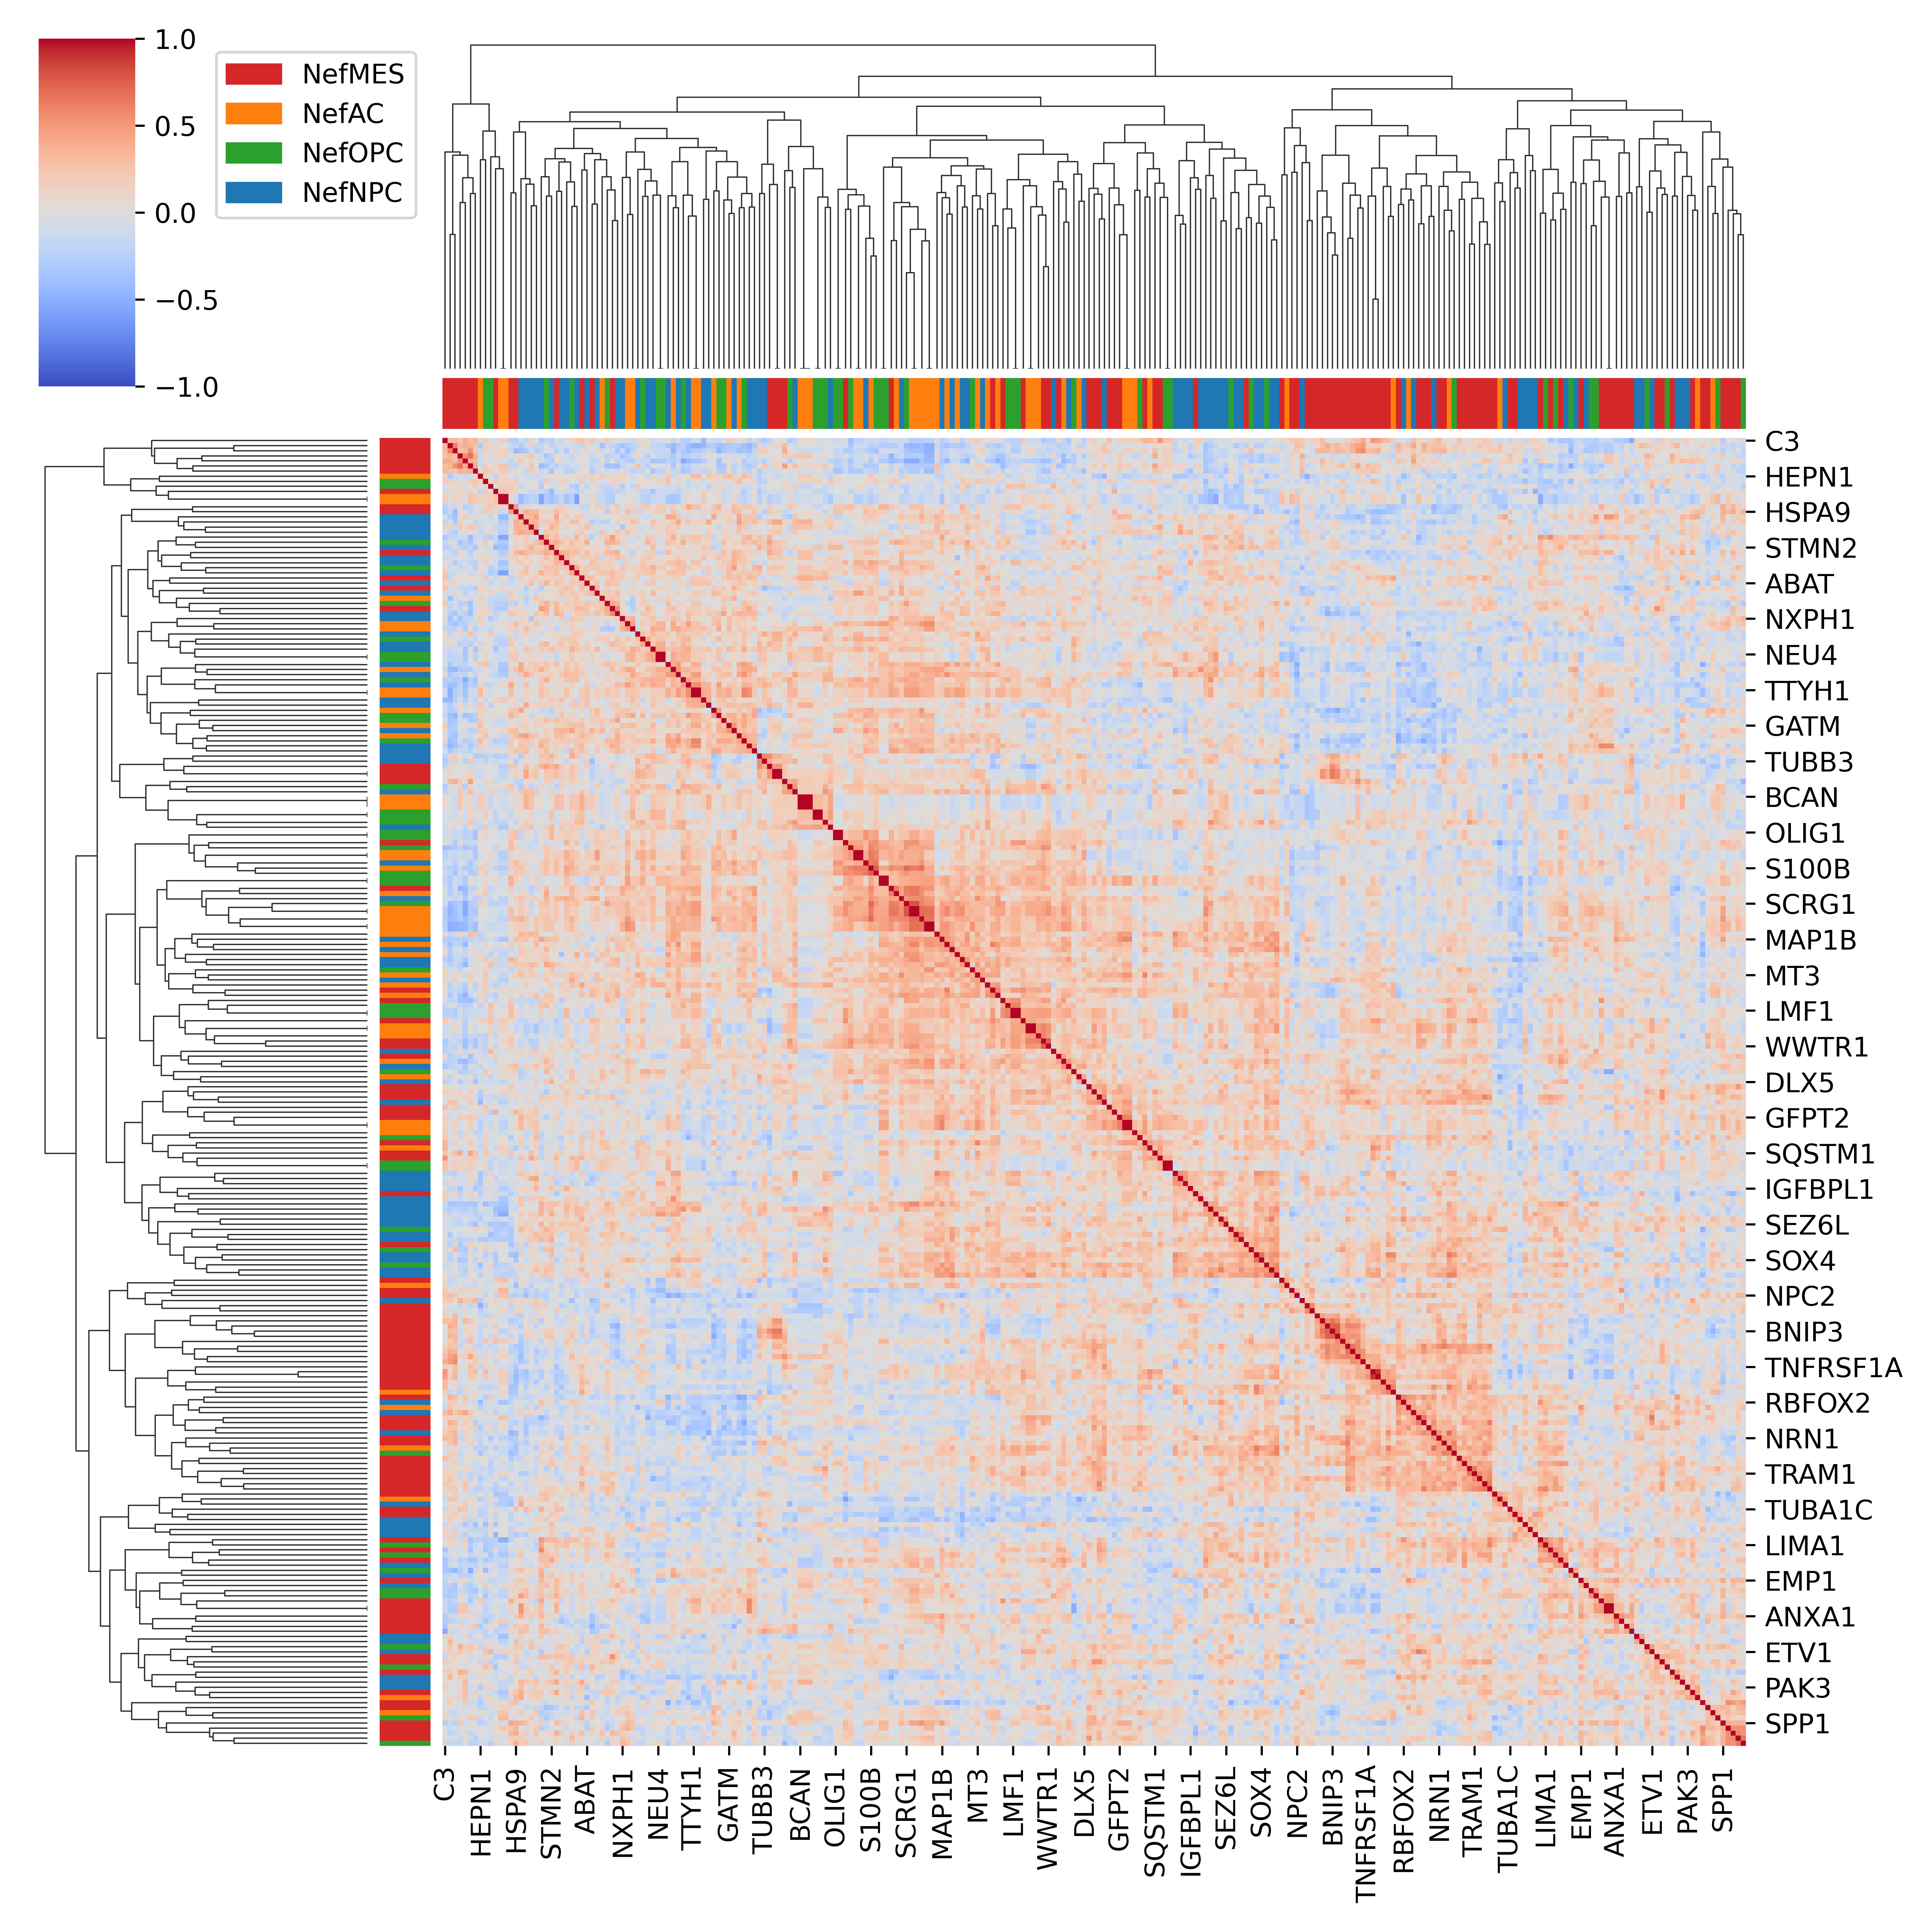 1.0
0.5
0.0
−0.5
−1.0
NefMES
NefAC
NefOPC
NefNPC
C3
HEPN1
HSPA9
STMN2
ABAT
NXPH1
NEU4
TTYH1
GATM
TUBB3
BCAN
OLIG1
S100B
SCRG1
MAP1B
MT3
LMF1
WWTR1
DLX5
GFPT2
SQSTM1
IGFBPL1
SEZ6L
SOX4
NPC2
BNIP3
TNFRSF1A
RBFOX2
NRN1
TRAM1
TUBA1C
LIMA1
EMP1
ANXA1
ETV1
PAK3
SPP1
C3
HEPN1
HSPA9
STMN2
ABAT
NXPH1
NEU4
TTYH1
GATM
TUBB3
BCAN
OLIG1
S100B
SCRG1
MAP1B
MT3
LMF1
WWTR1
DLX5
GFPT2
SQSTM1
IGFBPL1
SEZ6L
SOX4
NPC2
BNIP3
TNFRSF1A
RBFOX2
NRN1
TRAM1
TUBA1C
LIMA1
EMP1
ANXA1
ETV1
PAK3
SPP1